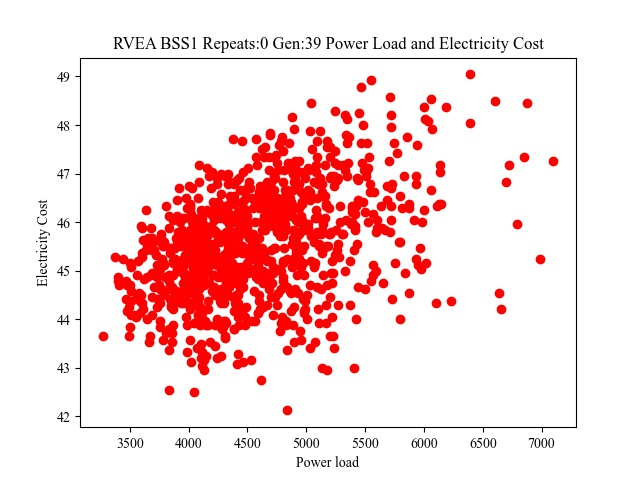 RVEA BSS1 Repeats:0 Gen:39 Power Load and Electricity Cost
49
48
47
46
45
44
43
42
Electricity Cost
3500 4000 4500 5000 5500 6000 6500 7000
Power load